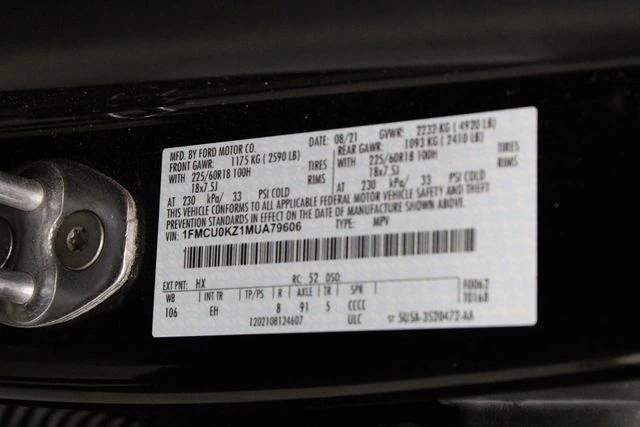 MFD. BY FORD MOTOR CO. DATE: 08/21 GVWR: 2232 KG ( 4920 LB)
FRONT GAWR: 1175 KG ( 2590 LB) REAR GAWR: 1093 KG ( 2410 LB)
WITH 225/60R18 100H TIRES WITH 225/60R18 100H TIRES
18x7.5J RIMS 18x7.5J RIMS
AT 230 kPa/ 33 PSI COLD AT 230 kPa/ 33 PSI COLD
THIS VEHICLE CONFORMS TO ALL APPLICABLE FEDERAL MOTOR VEHICLE SAFETY AND THEFT
PREVENTION STANDARDS IN EFFECT ON THE DATE OF MANUFACTURE SHOWN ABOVE.
VIN: 1FMCU0KZ1MUA79606 TYPE: MPV
EXT PNT: HX RC: 52 DSO: F0062
WB INT TR TP/PS R AXLE TR SPR T0168
106 EH 8 91 5 CCCC
1202108124607 ULC 5U5A-3520472-AA